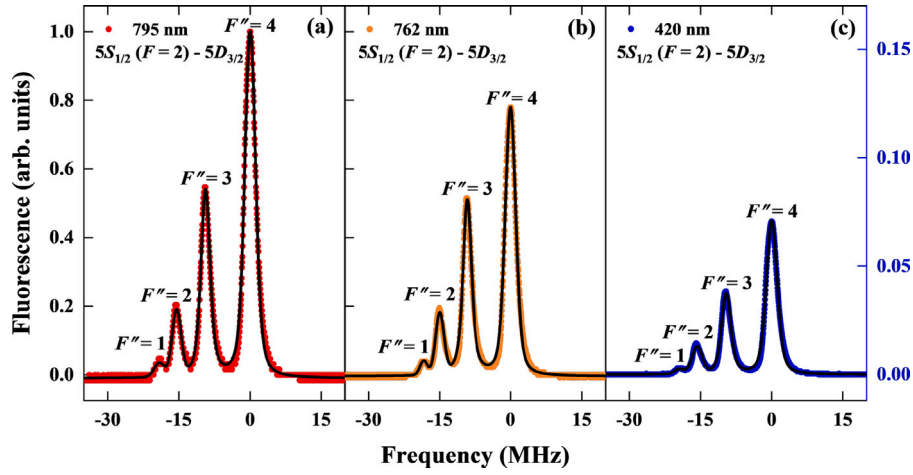 795 nm
(a)
5S1/2 (F = 2) - 5D3/2
F″= 4
F″= 3
F″= 2
F″= 1
762 nm
(b)
5S1/2 (F = 2) - 5D3/2
F″= 4
F″= 3
F″= 2
F″= 1
420 nm
(c)
5S1/2 (F = 2) - 5D3/2
F″= 4
F″= 3
F″= 2
F″= 1
Fluorescence (arb. units)
1.0
0.8
0.6
0.4
0.2
0.0
0.15
0.10
0.05
0.00
-30 -15 0 15
-30 -15 0 15
-30 -15 0 15
Frequency (MHz)